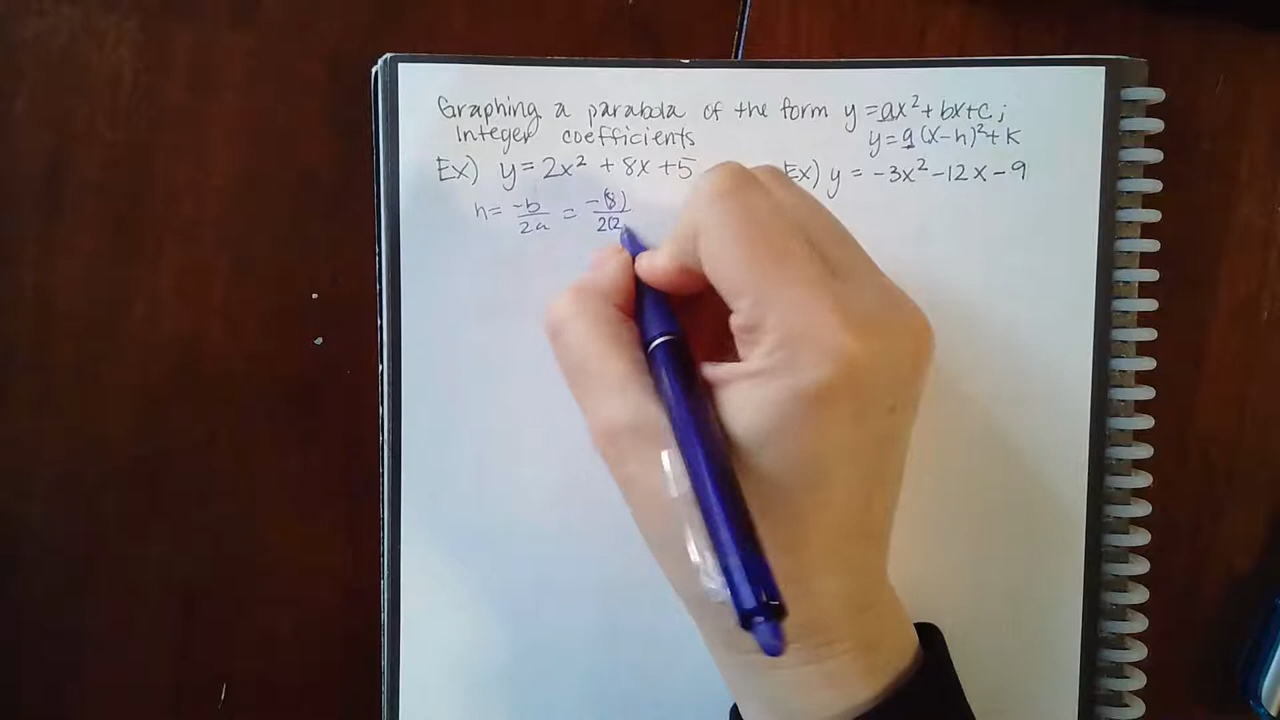 Graphing a parabola of the form y = ax² + bx + c ;
Integer coefficients y = a (x-h)² + k
Ex) y = 2x² + 8x + 5 Ex) y = -3x² - 12x - 9
h = -b/2a = -(8)/2(2